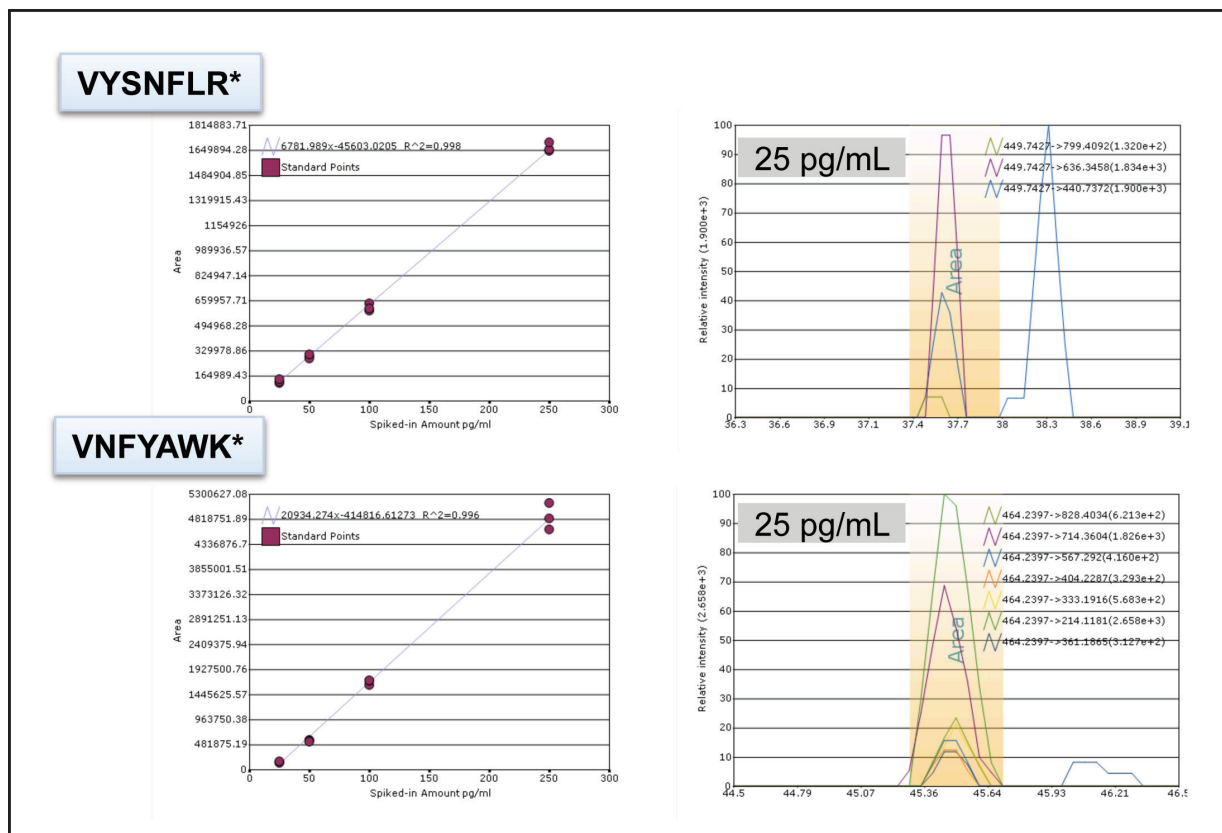 VYSNFLR*
1814883.71
1649894.28
1484904.85
1319915.43
1154926
989936.57
824947.14
659957.71
494968.28
329978.86
164989.43
0
Area
6781.989x-45603.0205 R^2=0.998
Standard Points
0 50 100 150 200 250 300
Spiked-in Amount pg/ml
25 pg/mL
100
90
80
70
60
50
40
30
20
10
0
Relative intensity (1.900e+3)
Area
449.7427->799.4092(1.320e+2)
449.7427->636.3458(1.834e+3)
449.7427->440.7372(1.900e+3)
36.3 36.6 36.9 37.1 37.4 37.7 38 38.3 38.6 38.9 39.1
VNFYAWK*
5300627.08
4818751.89
4336876.7
3855001.51
3373126.32
2891251.13
2409375.94
1927500.76
1445625.57
963750.38
481875.19
0
Area
20934.274x-414816.61273 R^2=0.996
Standard Points
0 50 100 150 200 250 300
Spiked-in Amount pg/ml
25 pg/mL
100
90
80
70
60
50
40
30
20
10
0
Relative intensity (2.658e+3)
Area
464.2397->828.4034(6.213e+2)
464.2397->714.3604(1.826e+3)
464.2397->567.292(4.160e+2)
464.2397->404.2287(3.293e+2)
464.2397->333.1916(5.683e+2)
464.2397->214.1181(2.658e+3)
464.2397->361.1865(3.127e+2)
44.5 44.79 45.07 45.36 45.64 45.93 46.21